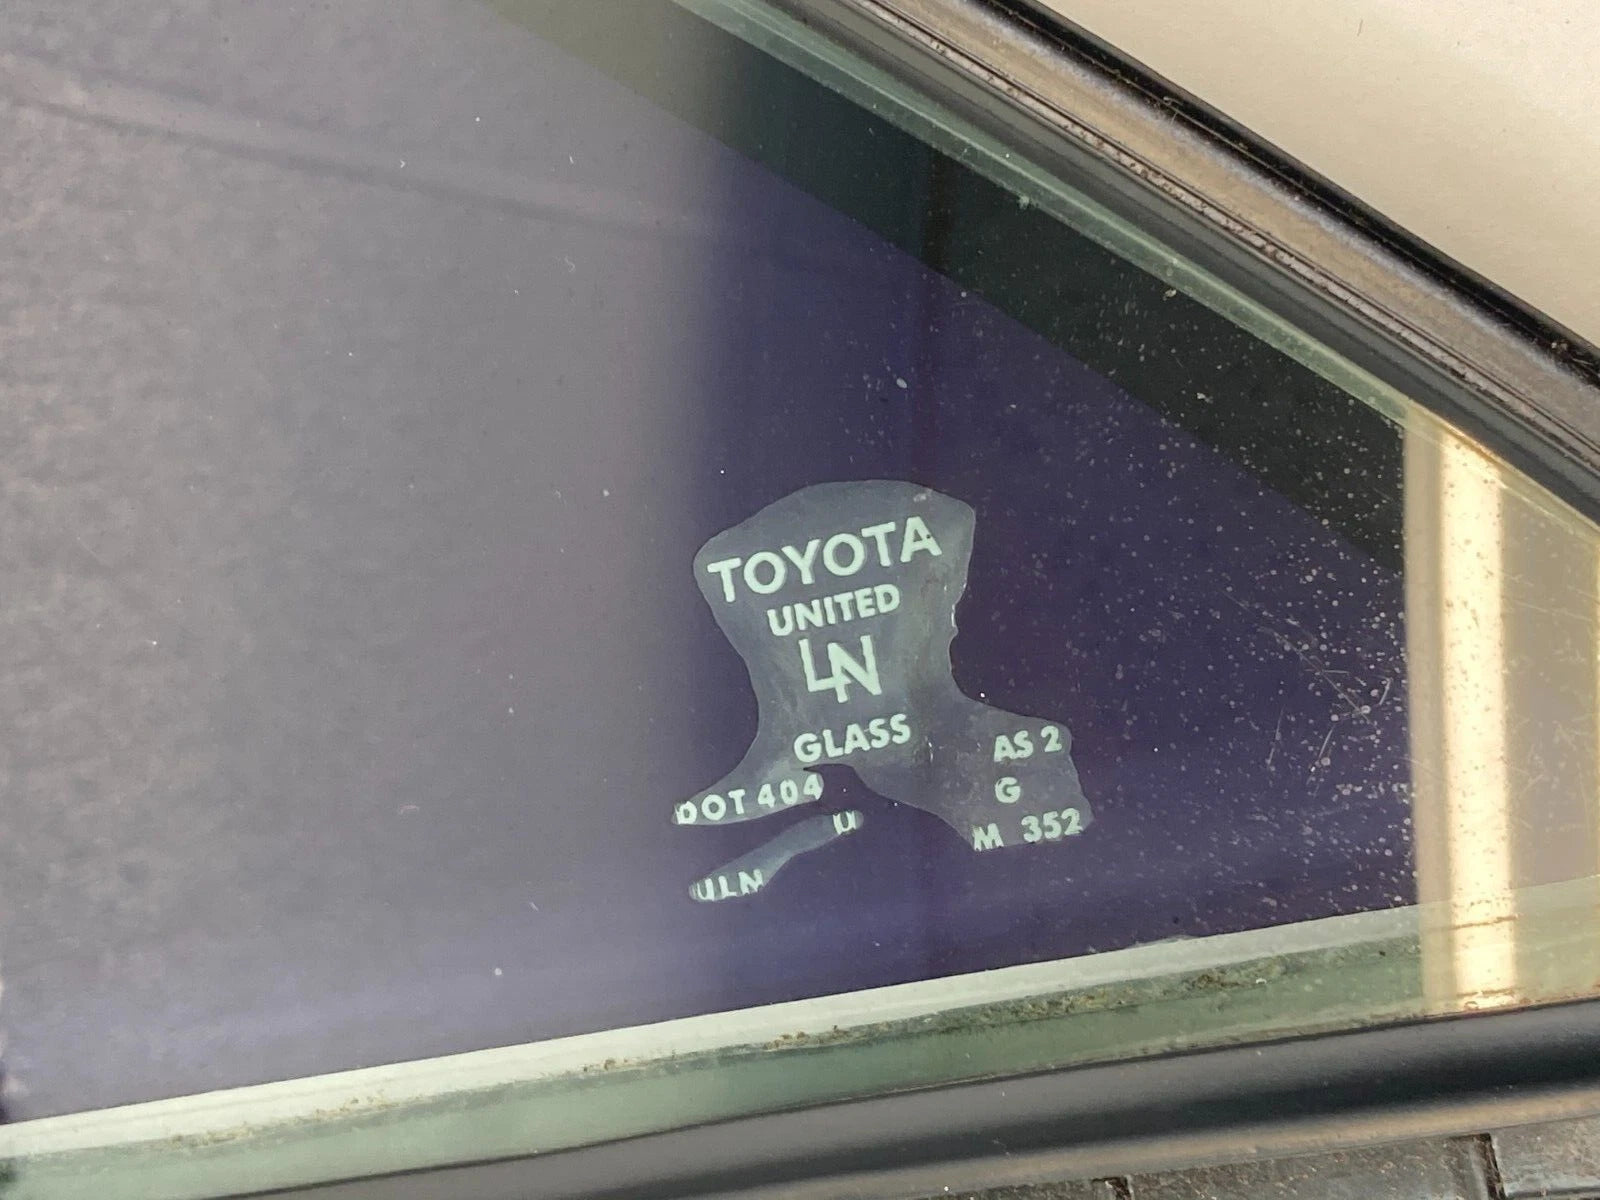 TOYOTA
UNITED
LN
GLASS
DOT 404
AS 2
G
U
M 352
ULN